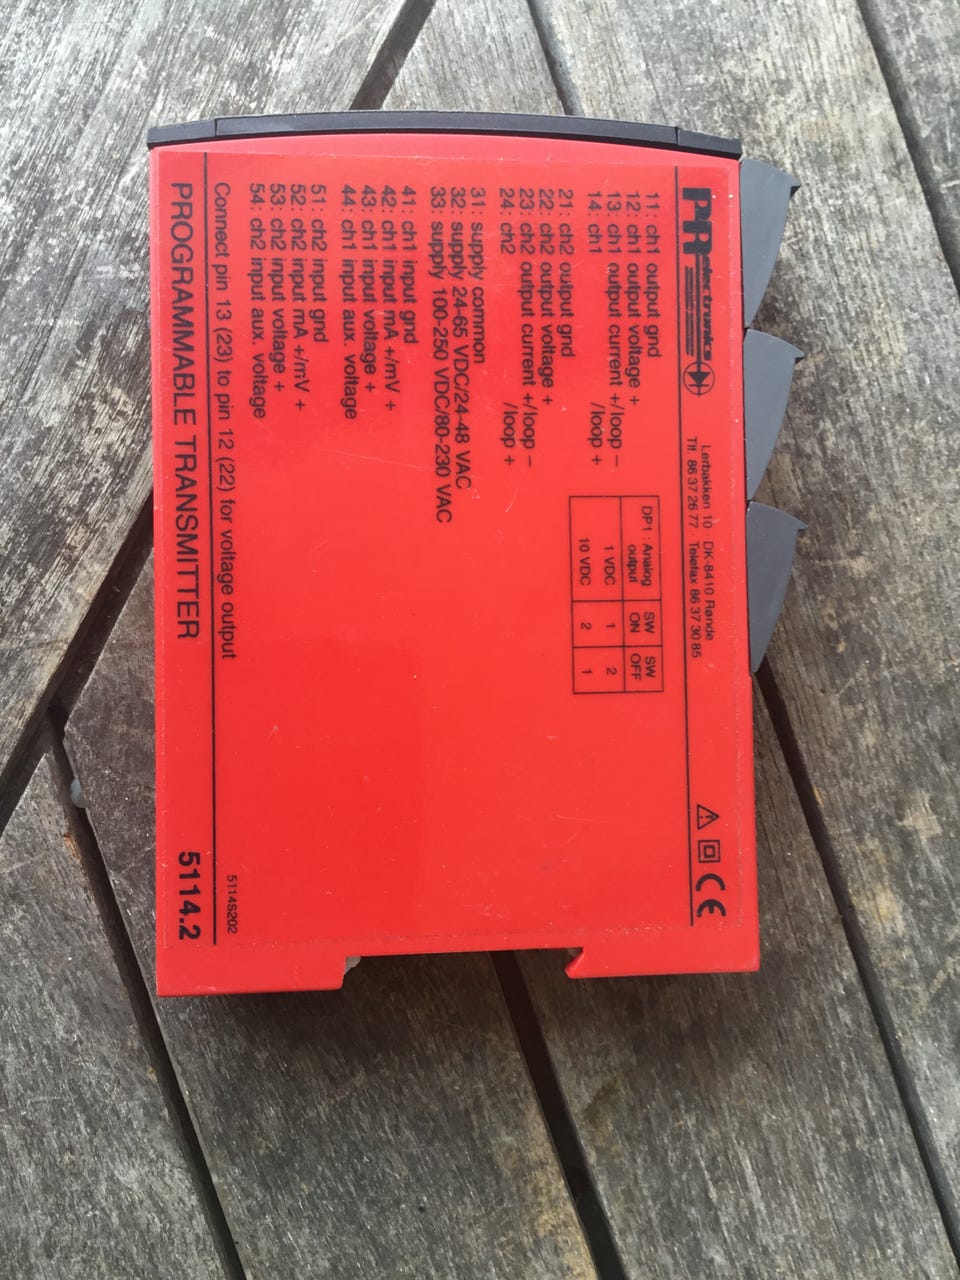 PR electronics
Lerbakken 10 · DK-8410 Rønde
Tlf. 86 37 26 77 · Telefax 86 37 30 85
CE
11: ch1 output gnd
12: ch1 output voltage +
13: ch1 output current +/loop –
14: ch1 /loop +
21: ch2 output gnd
22: ch2 output voltage +
23: ch2 output current +/loop –
24: ch2 /loop +
31: supply common
32: supply 24-65 VDC/24-48 VAC
33: supply 100-250 VDC/80-230 VAC
41: ch1 input gnd
42: ch1 input mA +/mV +
43: ch1 input voltage +
44: ch1 input aux. voltage
51: ch2 input gnd
52: ch2 input mA +/mV +
53: ch2 input voltage +
54: ch2 input aux. voltage
DP1: Analog output SW ON SW OFF
1 VDC 1 2
10 VDC 2 1
Connect pin 13 (23) to pin 12 (22) for voltage output
5114S202
PROGRAMMABLE TRANSMITTER 5114.2